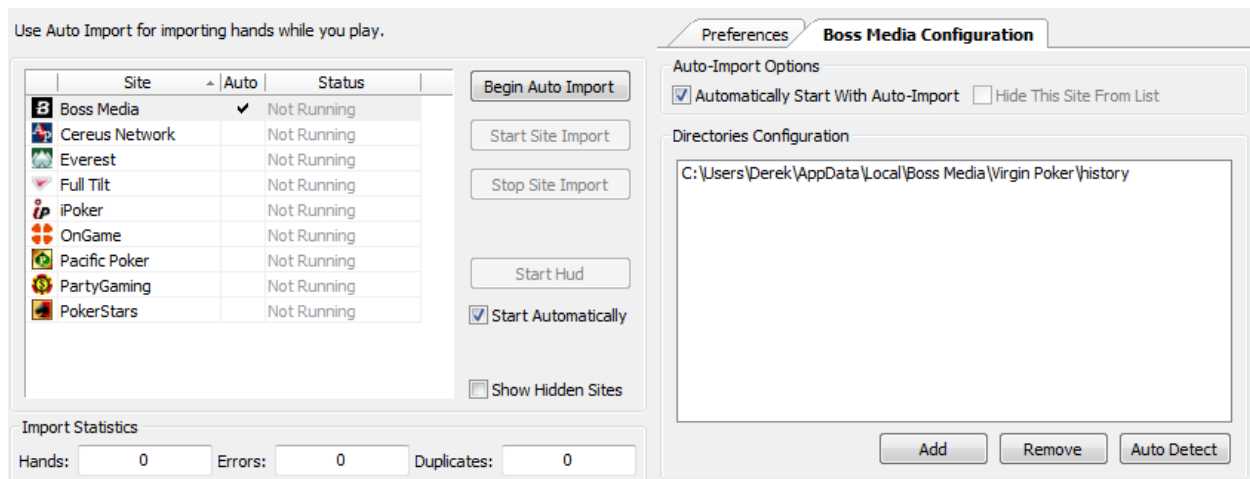 Use Auto Import for importing hands while you play.
Site Auto Status
Boss Media Not Running
Cereus Network Not Running
Everest Not Running
Full Tilt Not Running
iPoker Not Running
OnGame Not Running
Pacific Poker Not Running
PartyGaming Not Running
PokerStars Not Running
Begin Auto Import
Start Site Import
Stop Site Import
Start Hud
Start Automatically
Show Hidden Sites
Import Statistics
Hands: 0 Errors: 0 Duplicates: 0
Preferences Boss Media Configuration
Auto-Import Options
Automatically Start With Auto-Import Hide This Site From List
Directories Configuration
C:\Users\Derek\AppData\Local\Boss Media\Virgin Poker\history
Add Remove Auto Detect